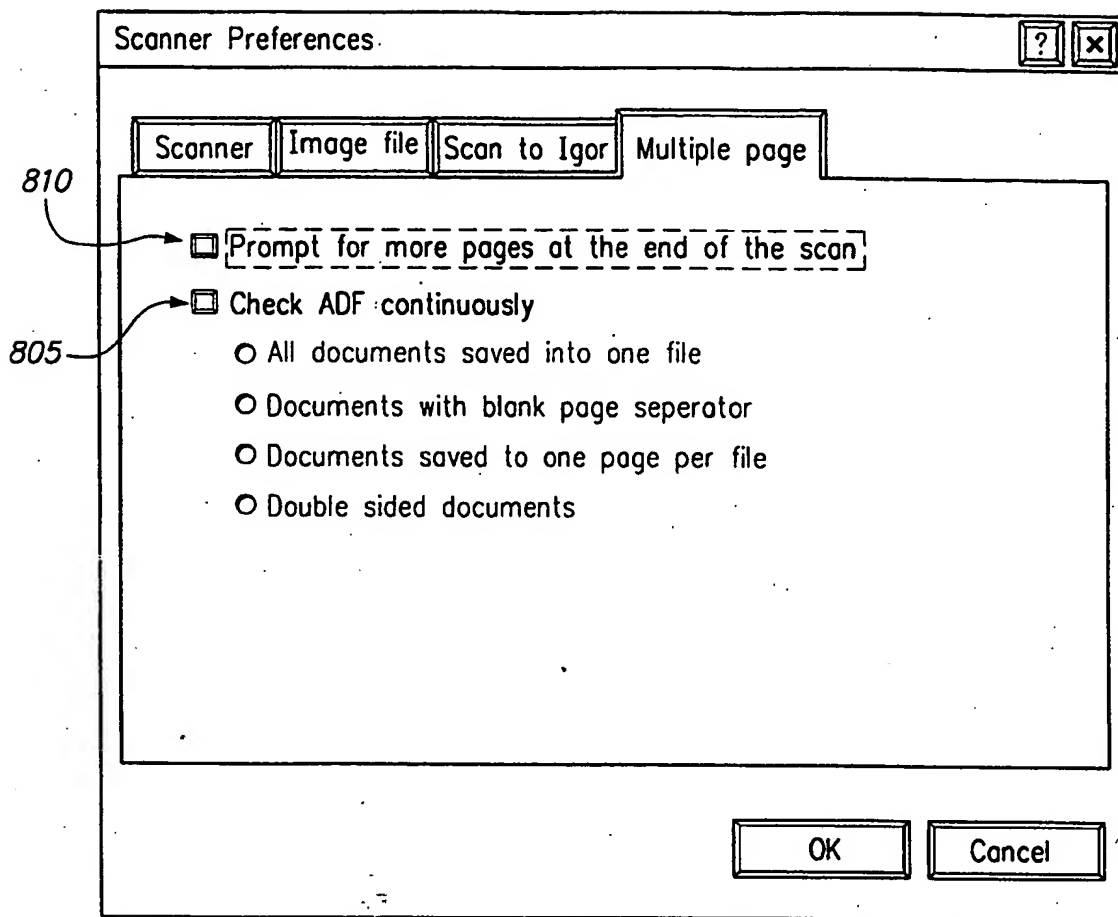 Scanner Preferences
? ×
Scanner Image file Scan to Igor Multiple page
810
Prompt for more pages at the end of the scan
805
Check ADF continuously
All documents saved into one file
Documents with blank page seperator
Documents saved to one page per file
Double sided documents
OK Cancel